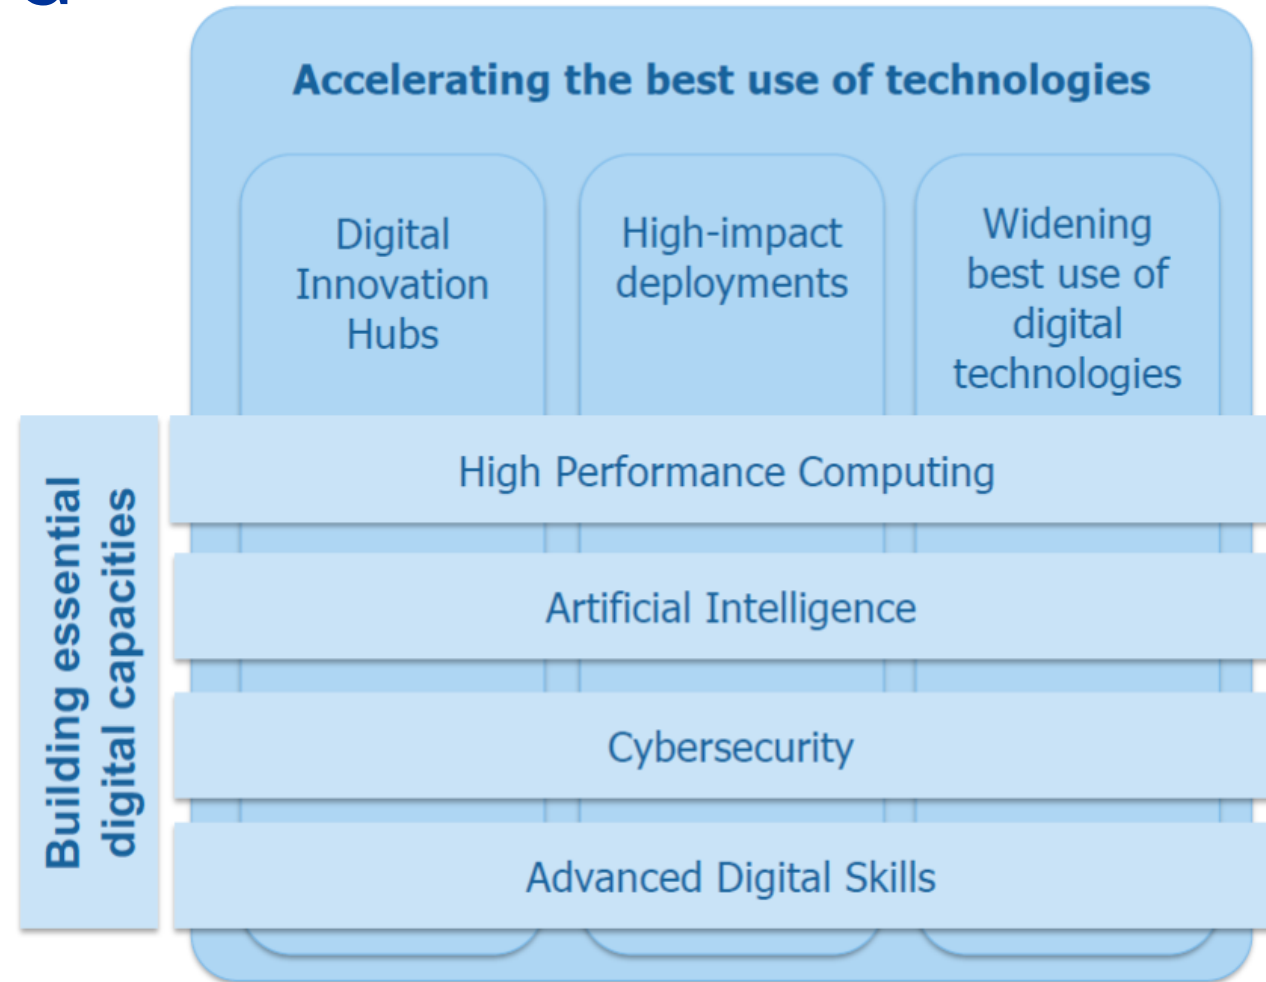 Accelerating the best use of technologies
Digital
Innovation
Hubs
High-impact
deployments
Widening
best use of
digital
technologies
Building essential
digital capacities
High Performance Computing
Artificial Intelligence
Cybersecurity
Advanced Digital Skills